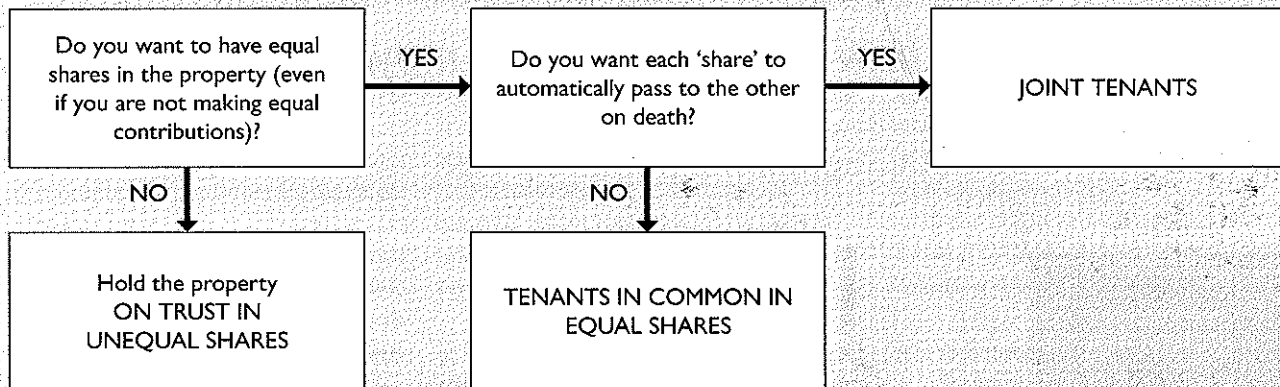 Do you want to have equal
shares in the property (even
if you are not making equal
contributions)?
YES
Do you want each ‘share’ to
automatically pass to the other
on death?
YES
JOINT TENANTS
NO
NO
Hold the property
ON TRUST IN
UNEQUAL SHARES
TENANTS IN COMMON IN
EQUAL SHARES